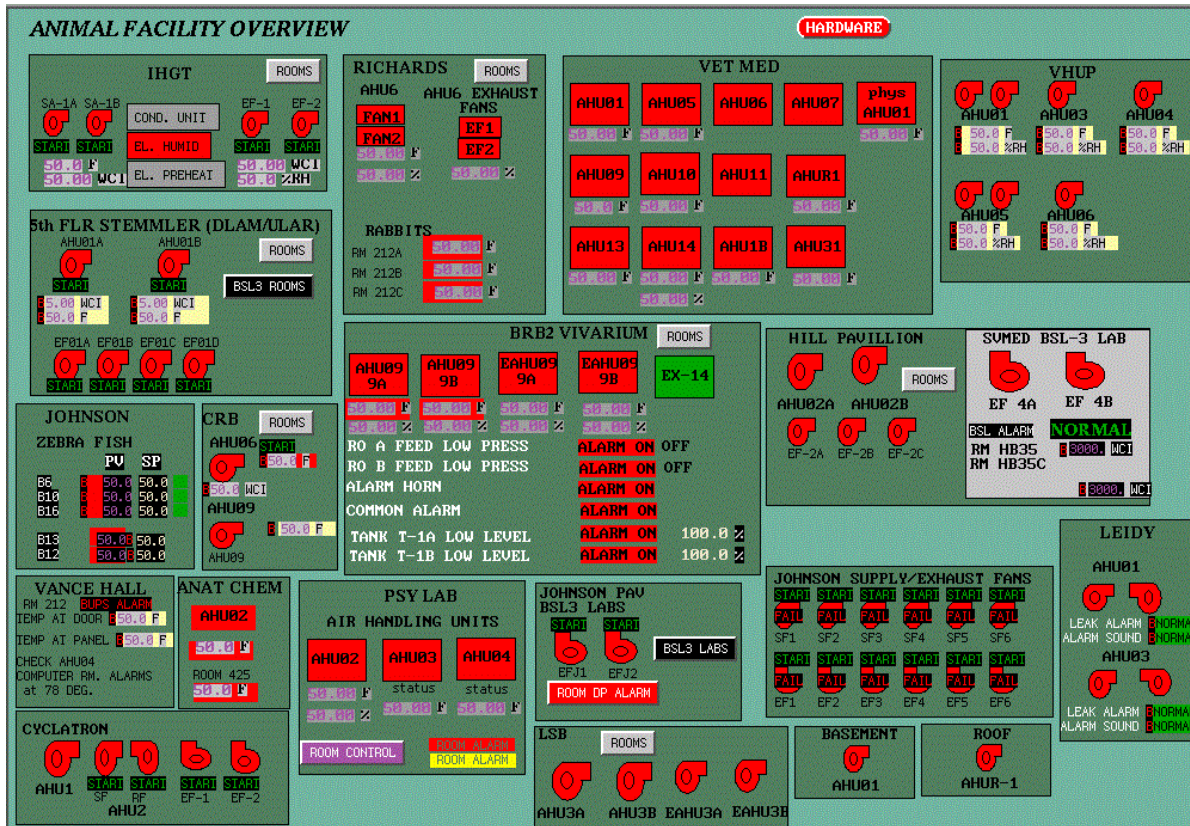 ANIMAL FACILITY OVERVIEW
HARDWARE
IHGT
ROOMS
SA-1A SA-1B
EF-1 EF-2
COND. UNIT
START START
START START
EL. HUMID
50.0 F
50.00 WCI
50.00 WCI
50.0 %RH
EL. PREHEAT
RICHARDS
ROOMS
AHU6
AHU6 EXHAUST
FANS
FAN1
FAN2
EF1
EF2
50.00 F
50.00 %
50.00 %
RABBITS
RM 212A 50.00 F
RM 212B 50.00 F
RM 212C 50.00 F
VET MED
AHU01 AHU05 AHU06 AHU07 phys AHU01
50.00 F 50.00 F 50.00 F
AHU09 AHU10 AHU11 AHUR1
50.0 F 50.00 F 50.00 F
AHU13 AHU14 AHU1B AHU31
50.00 F 50.00 F 50.00 F 50.00 F
50.00 %
VHUP
AHU01 AHU03 AHU04
B 50.0 F B 50.0 F B 50.0 F
B 50.0 %RH B 50.0 %RH B 50.0 %RH
AHU05 AHU06
B 50.0 F B 50.0 F
B 50.0 %RH B 50.0 %RH
5th FLR STEMMLER (DLAM/ULAR)
AHU01A AHU01B
ROOMS
START START
BSL3 ROOMS
B 5.00 WCI B 5.00 WCI
B 50.0 F B 50.0 F
EF01A EF01B EF01C EF01D
START START START START
BRB2 VIVARIUM
ROOMS
AHU09 9A AHU09 9B EAHU09 9A EAHU09 9B EX-14
50.00 F 50.00 F 50.00 F 50.00 F
50.00 % 50.00 % 50.00 % 50.00 %
RO A FEED LOW PRESS ALARM ON OFF
RO B FEED LOW PRESS ALARM ON OFF
ALARM HORN ALARM ON
COMMON ALARM ALARM ON
TANK T-1A LOW LEVEL ALARM ON 100.0 %
TANK T-1B LOW LEVEL ALARM ON 100.0 %
HILL PAVILLION
ROOMS
AHU02A AHU02B
EF-2A EF-2B EF-2C
SVMED BSL-3 LAB
EF 4A EF 4B
BSL ALARM NORMAL
RM HB35 B 3000. WCI
RM HB35C
B 3000. WCI
JOHNSON
ZEBRA FISH
PV SP
B6 B 50.0 50.0
B10 B 50.0 50.0
B16 B 50.0 50.0
B13 50.0 B 50.0
B12 50.0 B 50.0
CRB
ROOMS
AHU06
START
B 50.0 F
B 50.0 WCI
AHU09
B 50.0 F
AHU09
VANCE HALL
RM 212 BUPS ALARM
TEMP AT DOOR B 50.0 F
TEMP AT PANEL B 50.0 F
CHECK AHU04
COMPUTER RM. ALARMS
at 78 DEG.
ANAT CHEM
AHU02
50.0 F
ROOM 425
50.0 F
PSY LAB
AIR HANDLING UNITS
AHU02 AHU03 AHU04
status status
50.00 F
50.00 F 50.00 F
50.00 %
ROOM CONTROL
ROOM ALARM
ROOM ALARM
JOHNSON PAV
BSL3 LABS
START START
BSL3 LABS
EFJ1 EFJ2
ROOM DP ALARM
JOHNSON SUPPLY/EXHAUST FANS
START START START START START START
FAIL FAIL FAIL FAIL FAIL FAIL
SF1 SF2 SF3 SF4 SF5 SF6
START START START START START START
FAIL FAIL FAIL FAIL FAIL FAIL
EF1 EF2 EF3 EF4 EF5 EF6
LEIDY
AHU01
LEAK ALARM B NORMA
ALARM SOUND B NORMA
AHU03
LEAK ALARM B NORMA
ALARM SOUND B NORMA
CYCLATRON
AHU1
START START START START
SF RF EF-1 EF-2
AHU2
LSB
ROOMS
AHU3A AHU3B EAHU3A EAHU3B
BASEMENT
AHU01
ROOF
AHUR-1